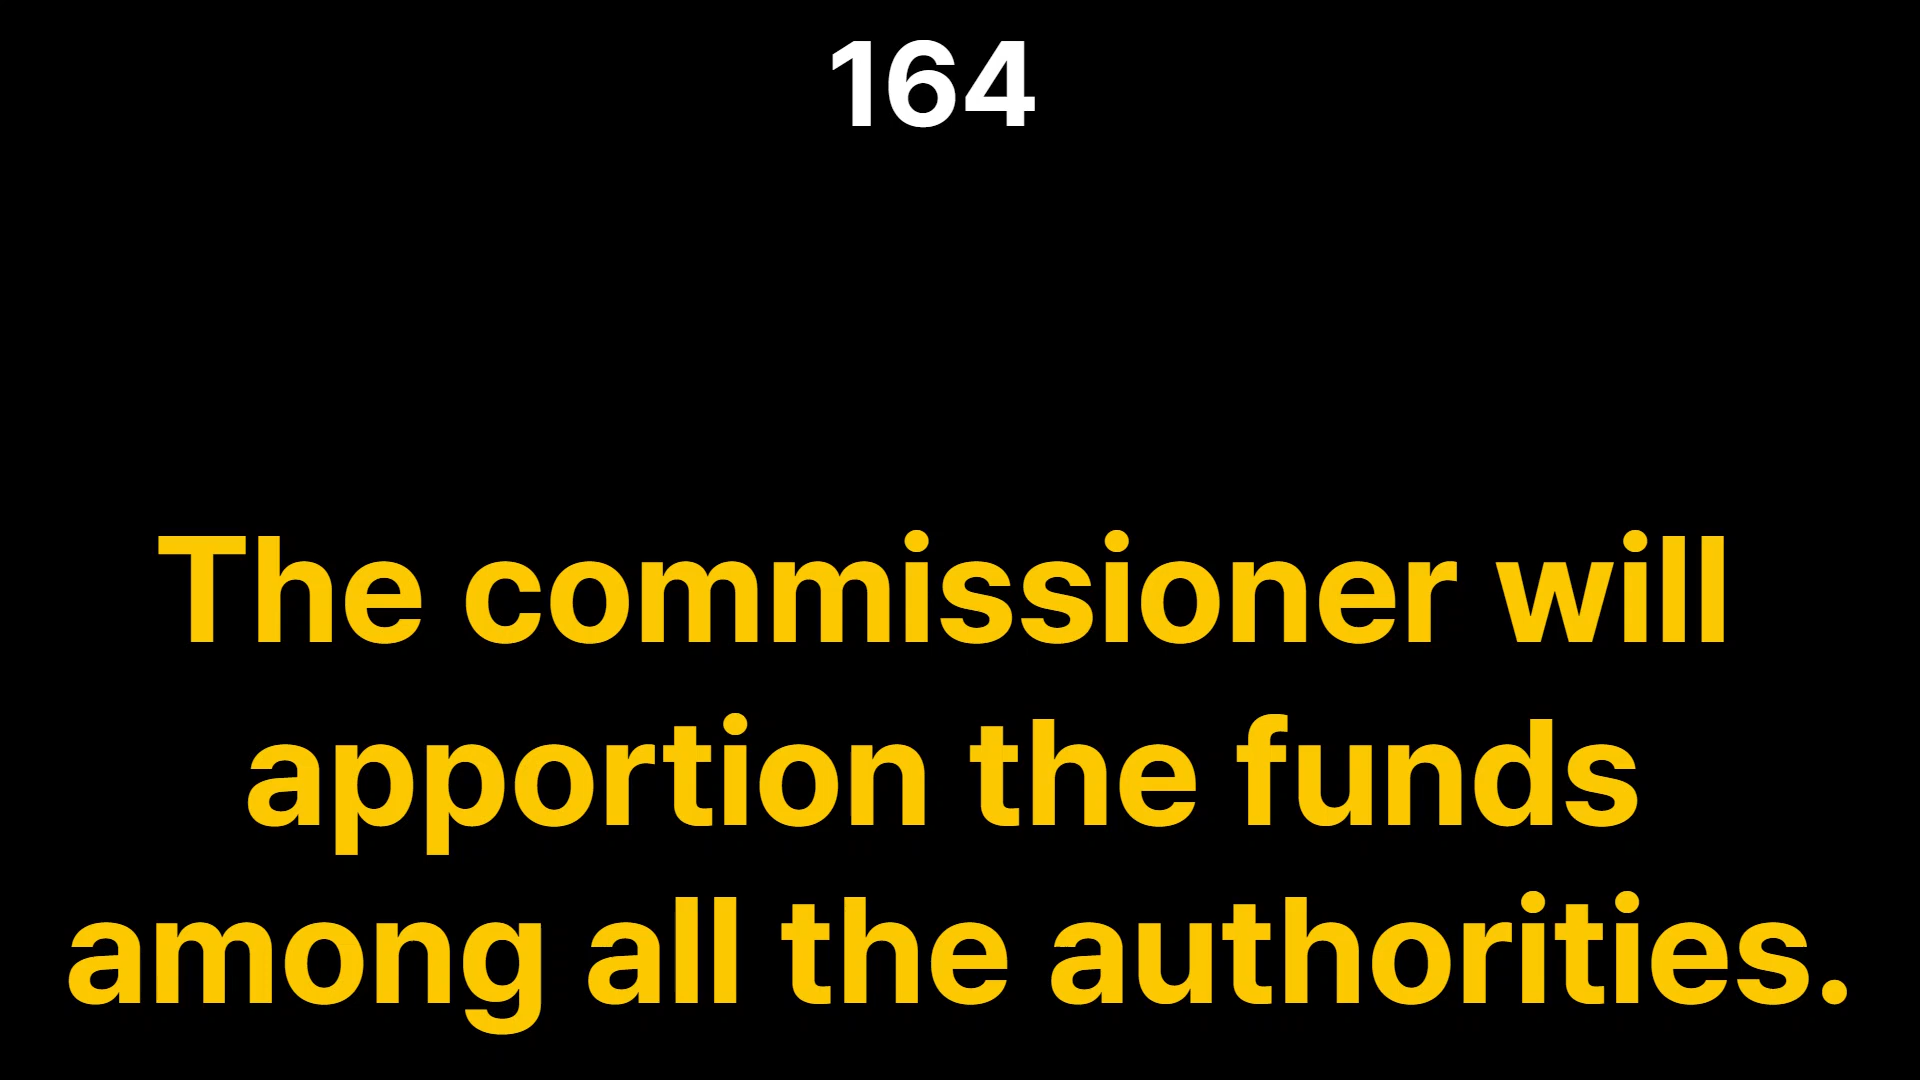 164
The commissioner will
apportion the funds
among all the authorities.